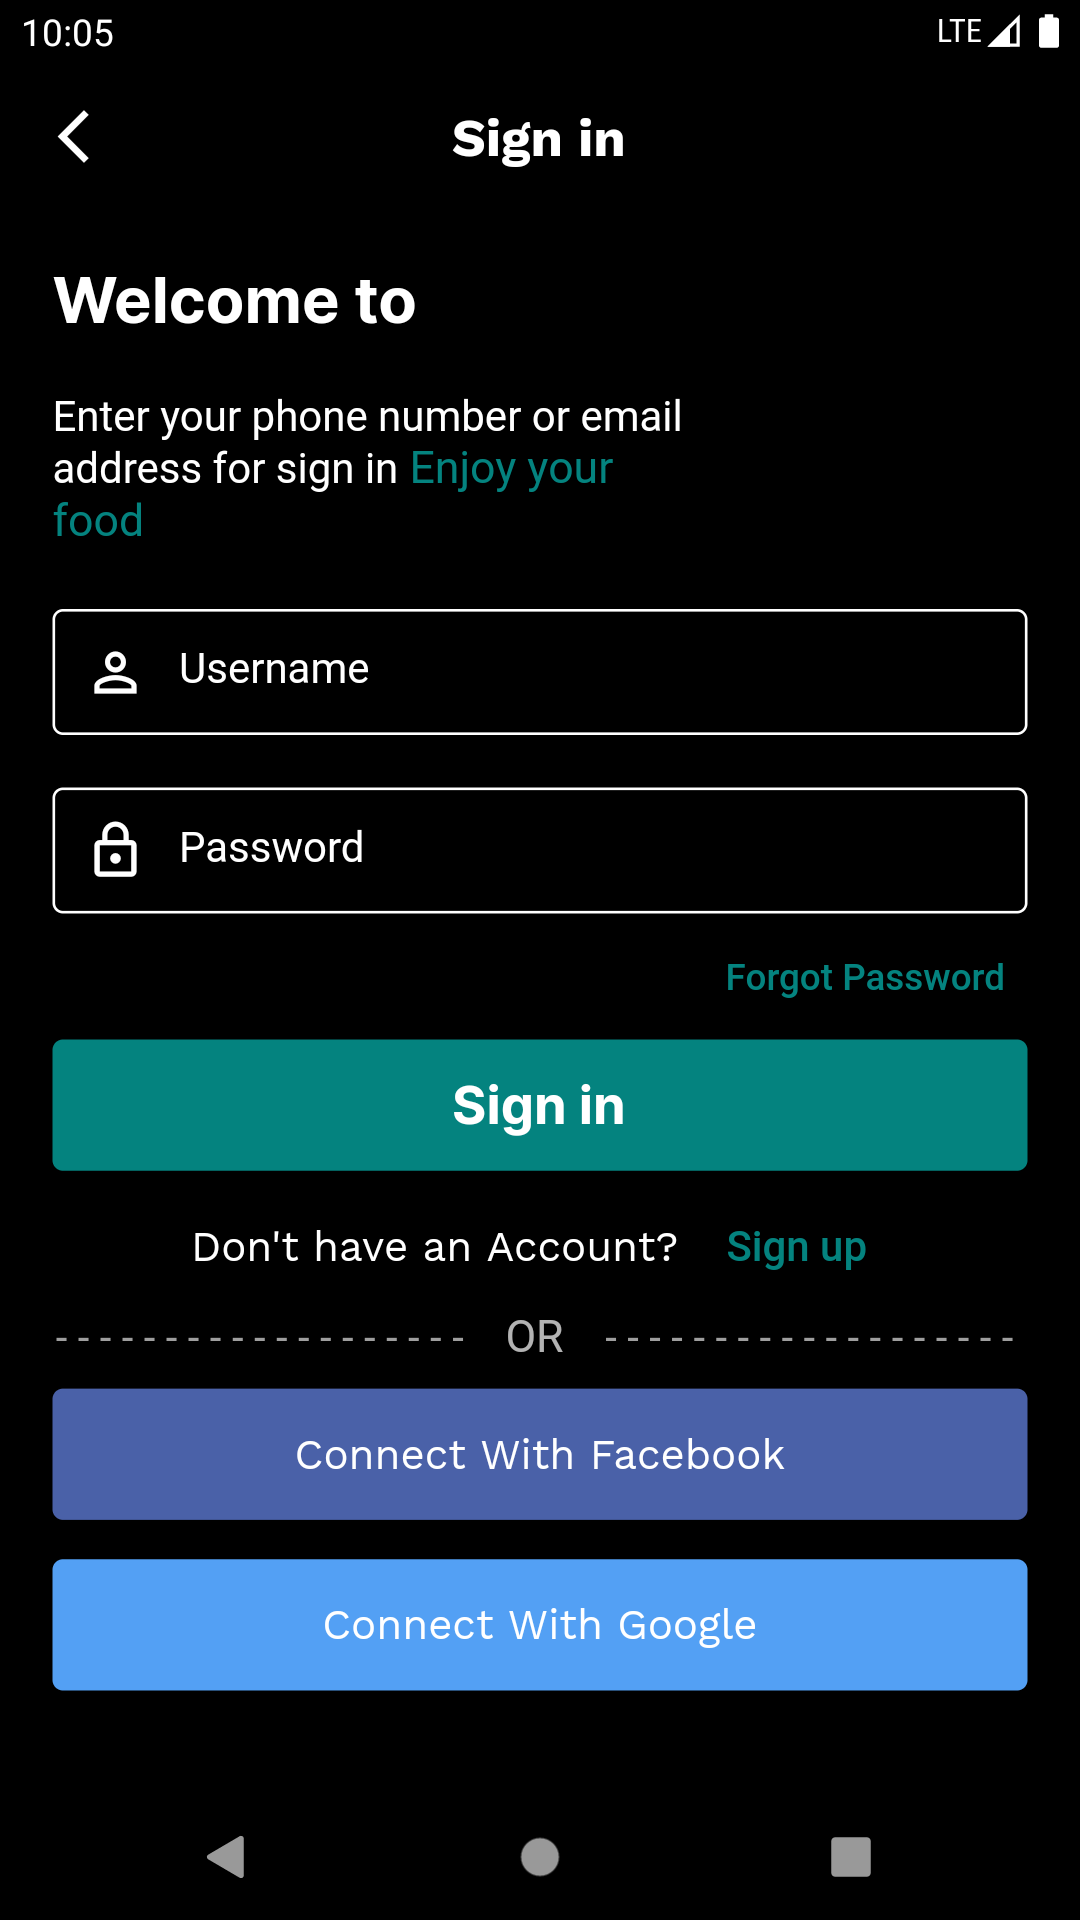 10:05 LTE
Sign in
Welcome to
Enter your phone number or email
address for sign in Enjoy your
food
Username
Password
Forgot Password
Sign in
Don't have an Account? Sign up
------------------- OR -------------------
Connect With Facebook
Connect With Google